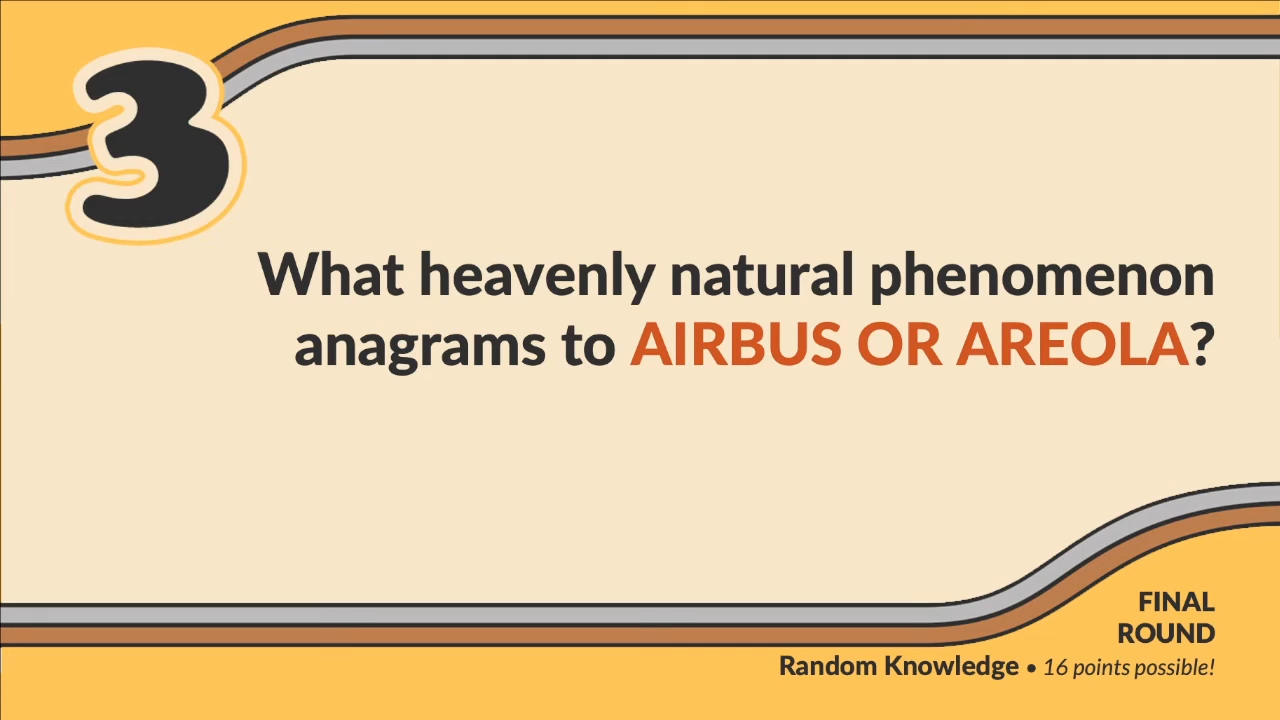 3
What heavenly natural phenomenon
anagrams to AIRBUS OR AREOLA?
FINAL
ROUND
Random Knowledge • 16 points possible!